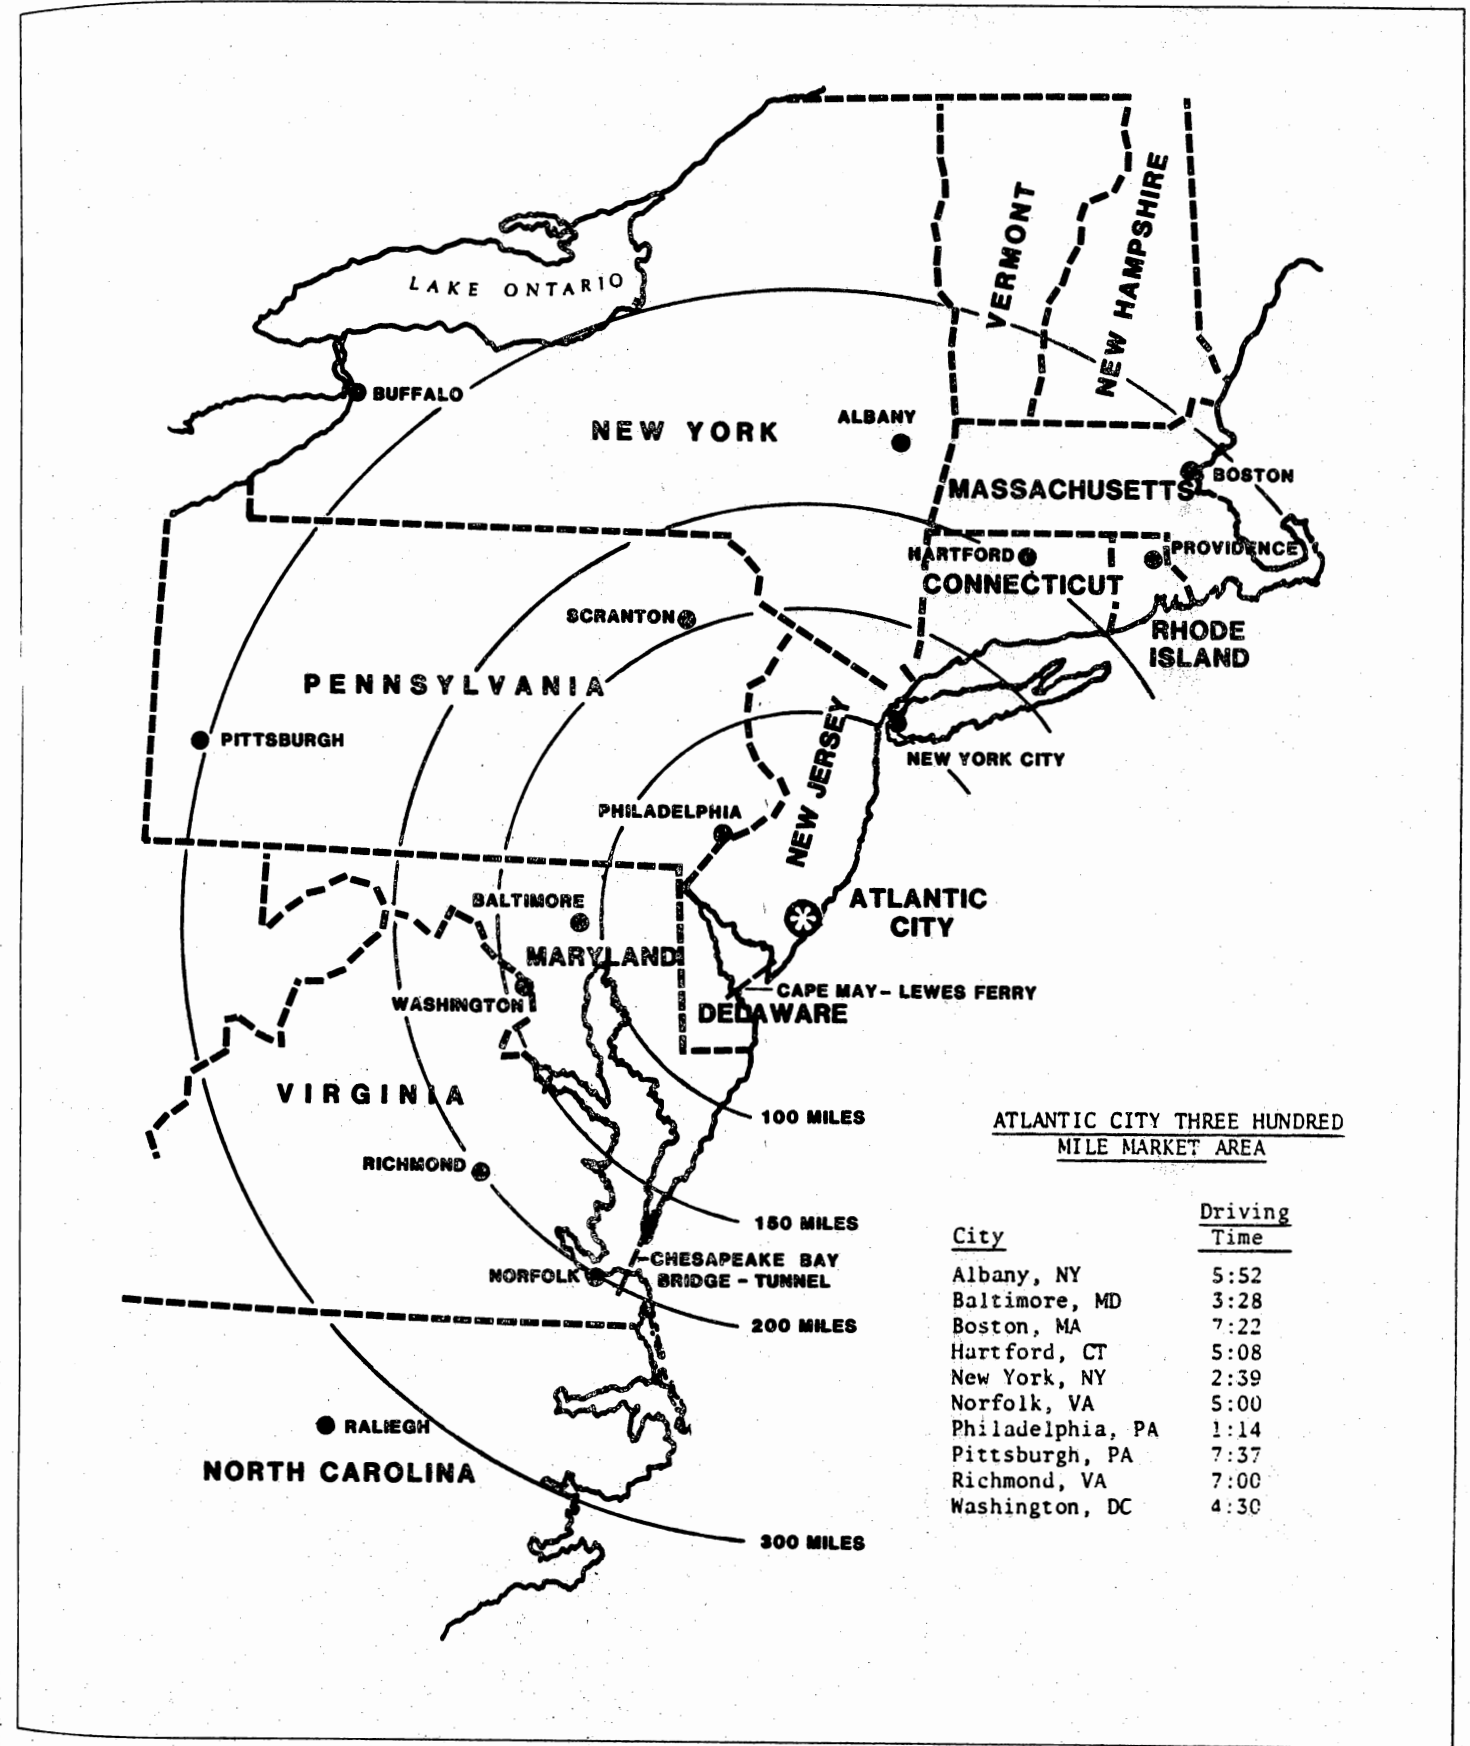 VERMONT
NEW HAMPSHIRE
LAKE ONTARIO
BUFFALO
NEW YORK
ALBANY
MASSACHUSETTS
BOSTON
HARTFORD
PROVIDENCE
CONNECTICUT
SCRANTON
RHODE
ISLAND
PENNSYLVANIA
PITTSBURGH
NEW JERSEY
NEW YORK CITY
PHILADELPHIA
BALTIMORE
ATLANTIC
CITY
MARYLAND
WASHINGTON
CAPE MAY - LEWES FERRY
DELAWARE
VIRGINIA
100 MILES
RICHMOND
150 MILES
CHESAPEAKE BAY
BRIDGE - TUNNEL
NORFOLK
200 MILES
RALIEGH
NORTH CAROLINA
300 MILES
ATLANTIC CITY THREE HUNDRED
MILE MARKET AREA
Driving
City Time
Albany, NY 5:52
Baltimore, MD 3:28
Boston, MA 7:22
Hartford, CT 5:08
New York, NY 2:39
Norfolk, VA 5:00
Philadelphia, PA 1:14
Pittsburgh, PA 7:37
Richmond, VA 7:00
Washington, DC 4:30